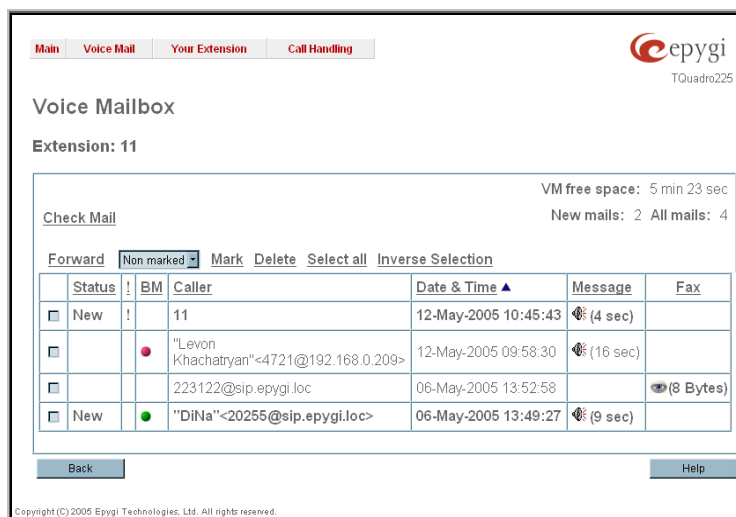 Main Voice Mail Your Extension Call Handling
epygi
TQuadro225
Voice Mailbox
Extension: 11
VM free space: 5 min 23 sec
Check Mail New mails: 2 All mails: 4
Forward Non marked Mark Delete Select all Inverse Selection
Status ! BM Caller Date & Time ▲ Message Fax
New ! 11 12-May-2005 10:45:43 (4 sec)
"Levon
Khachatryan"<4721@192.168.0.209> 12-May-2005 09:58:30 (16 sec)
223122@sip.epygi.loc 06-May-2005 13:52:58 (8 Bytes)
New "DiNa"<20255@sip.epygi.loc> 06-May-2005 13:49:27 (9 sec)
Back Help
Copyright (C) 2005 Epygi Technologies, Ltd. All rights reserved.